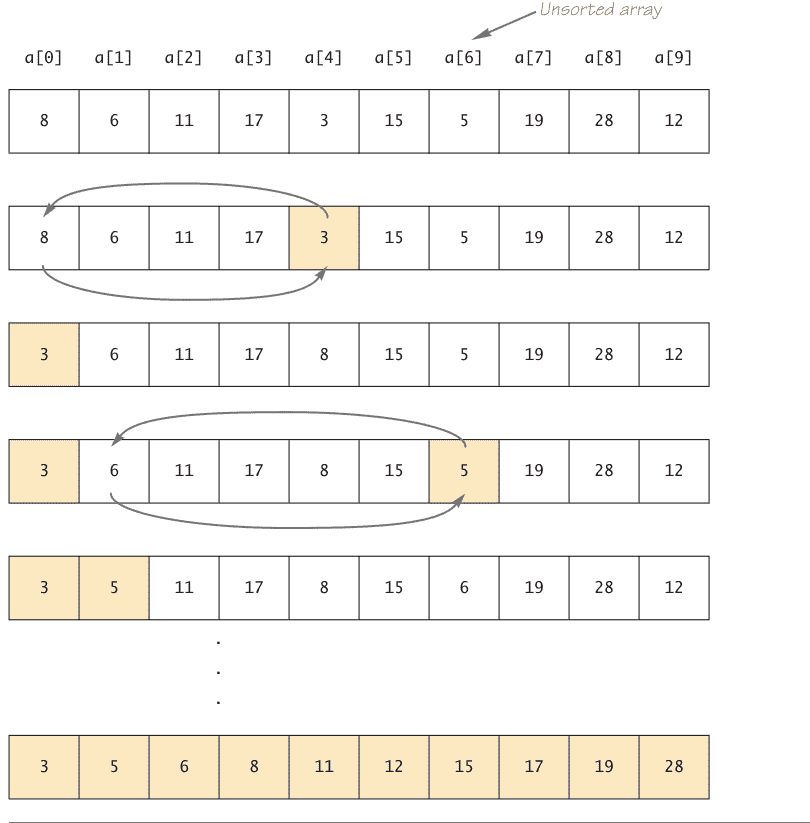 Unsorted array
a[0] a[1] a[2] a[3] a[4] a[5] a[6] a[7] a[8] a[9]
8 6 11 17 3 15 5 19 28 12
8 6 11 17 3 15 5 19 28 12
3 6 11 17 8 15 5 19 28 12
3 6 11 17 8 15 5 19 28 12
3 5 11 17 8 15 6 19 28 12
.
.
.
3 5 6 8 11 12 15 17 19 28